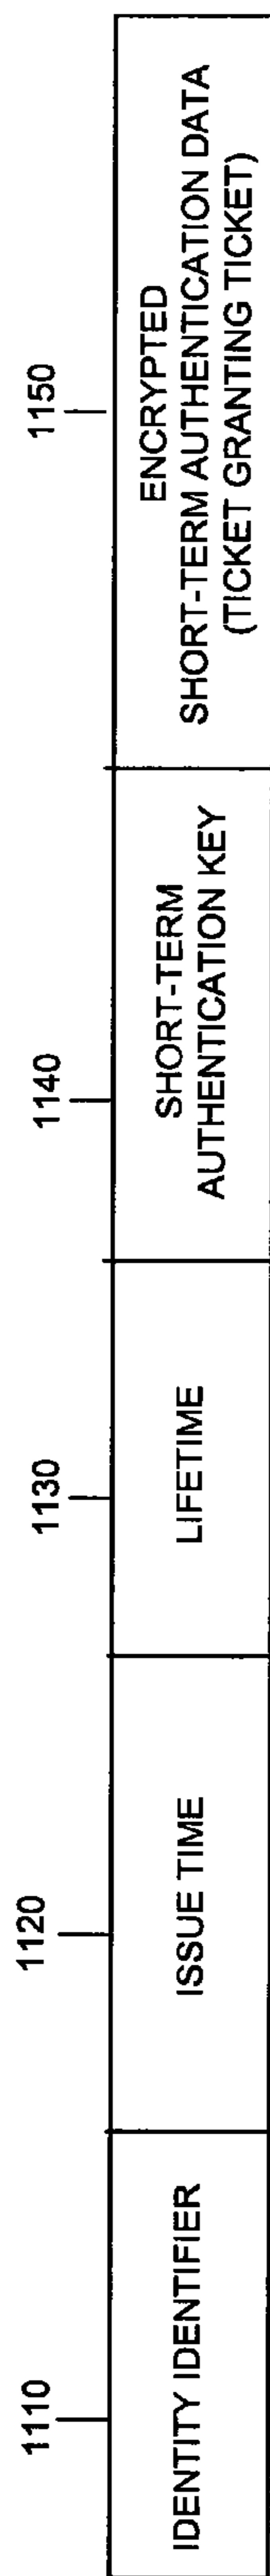 1110
1120
1130
1140
1150
IDENTITY IDENTIFIER
ISSUE TIME
LIFETIME
SHORT-TERM
AUTHENTICATION KEY
ENCRYPTED
SHORT-TERM AUTHENTICATION DATA
(TICKET GRANTING TICKET)